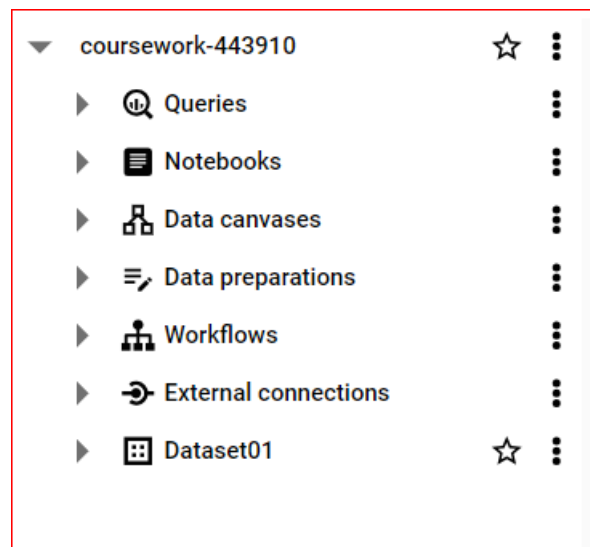 coursework-443910
Queries
Notebooks
Data canvases
Data preparations
Workflows
External connections
Dataset01